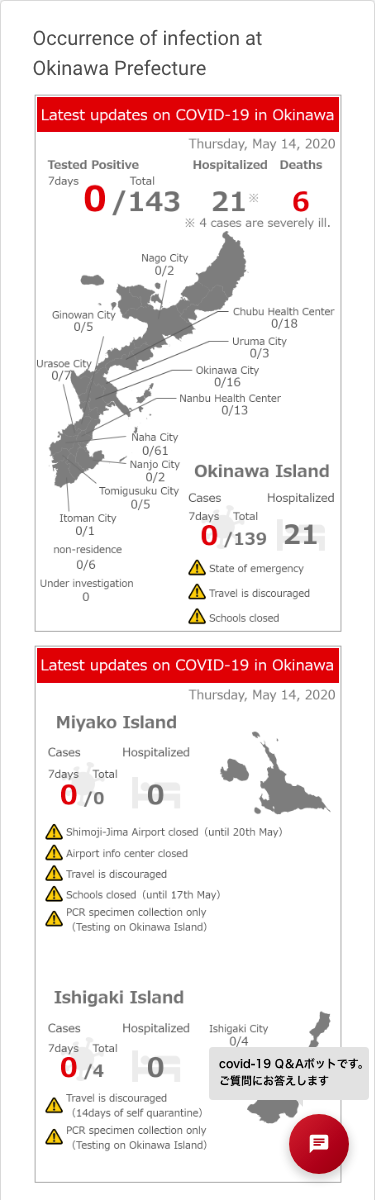 Occurrence of infection at
Okinawa Prefecture
Latest updates on COVID-19 in Okinawa
Thursday, May 14, 2020
Tested Positive Hospitalized Deaths
7days Total
0/143 21※ 6
※ 4 cases are severely ill.
Nago City
0/2
Ginowan City
0/5
Chubu Health Center
0/18
Uruma City
0/3
Urasoe City
0/7
Okinawa City
0/16
Nanbu Health Center
0/13
Naha City
0/61
Nanjo City
0/2
Tomigusuku City
0/5
Itoman City
0/1
non-residence
0/6
Under investigation
0
Okinawa Island
Cases Hospitalized
7days Total
0/139 21
State of emergency
Travel is discouraged
Schools closed
Latest updates on COVID-19 in Okinawa
Thursday, May 14, 2020
Miyako Island
Cases Hospitalized
7days Total
0/0 0
Shimoji-Jima Airport closed (until 20th May)
Airport info center closed
Travel is discouraged
Schools closed (until 17th May)
PCR specimen collection only
(Testing on Okinawa Island)
Ishigaki Island
Cases Hospitalized
7days Total
0/4 0
Ishigaki City
0/4
Travel is discouraged
(14days of self quarantine)
PCR specimen collection only
(Testing on Okinawa Island)
covid-19 Q&Aボットです。
ご質問にお答えします